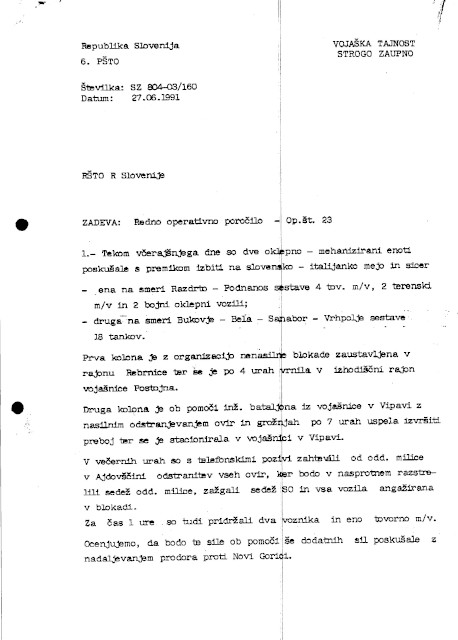 Republika Slovenija
VOJAŠKA TAJNOST
STROGO ZAUPNO
6. PŠTO
Številka: SZ 804-03/160
Datum: 27.06.1991
RŠTO R Slovenije
ZADEVA: Redno operativno poročilo - Op.št. 23
1.- Tekom včerajšnjega dne so dve oklepno - mehanizirani enoti
poskušale s premikom izbiti na slovensko - italijanko mejo in sicer
- ena na smeri Razdrto - Podnanos sestave 4 tov. m/v, 2 terenski
m/v in 2 bojni oklepni vozili;
- druga na smeri Bukovje - Bela - Sanabor - Vrhpolje sestave
18 tankov.
Prva kolona je z organizacijo nenasilne blokade zaustavljena v
rajonu Rebrnice ter se je po 4 urah vrnila v izhodiščni rajon
vojašnice Postojna.
Druga kolona je ob pomoči inž. bataljona iz vojašnice v Vipavi z
nasilnim odstranjevanjem ovir in grožnjah po 7 urah uspela izvršiti
preboj ter se je stacionirala v vojašnici v Vipavi.
V večernih urah so s telefonskimi pozivi zahtevali od odd. milice
v Ajdovščini odstranitev vseh ovir, ker bodo v nasprotnem razstre-
lili sedež odd. milice, zažgali sedež SO in vsa vozila angažirana
v blokadi.
Za čas 1 ure so tudi pridržali dva voznika in eno tovorno m/v.
Ocenjujemo, da bodo te sile ob pomoči še dodatnih sil poskušale z
nadaljevanjem prodora proti Novi Gorici.